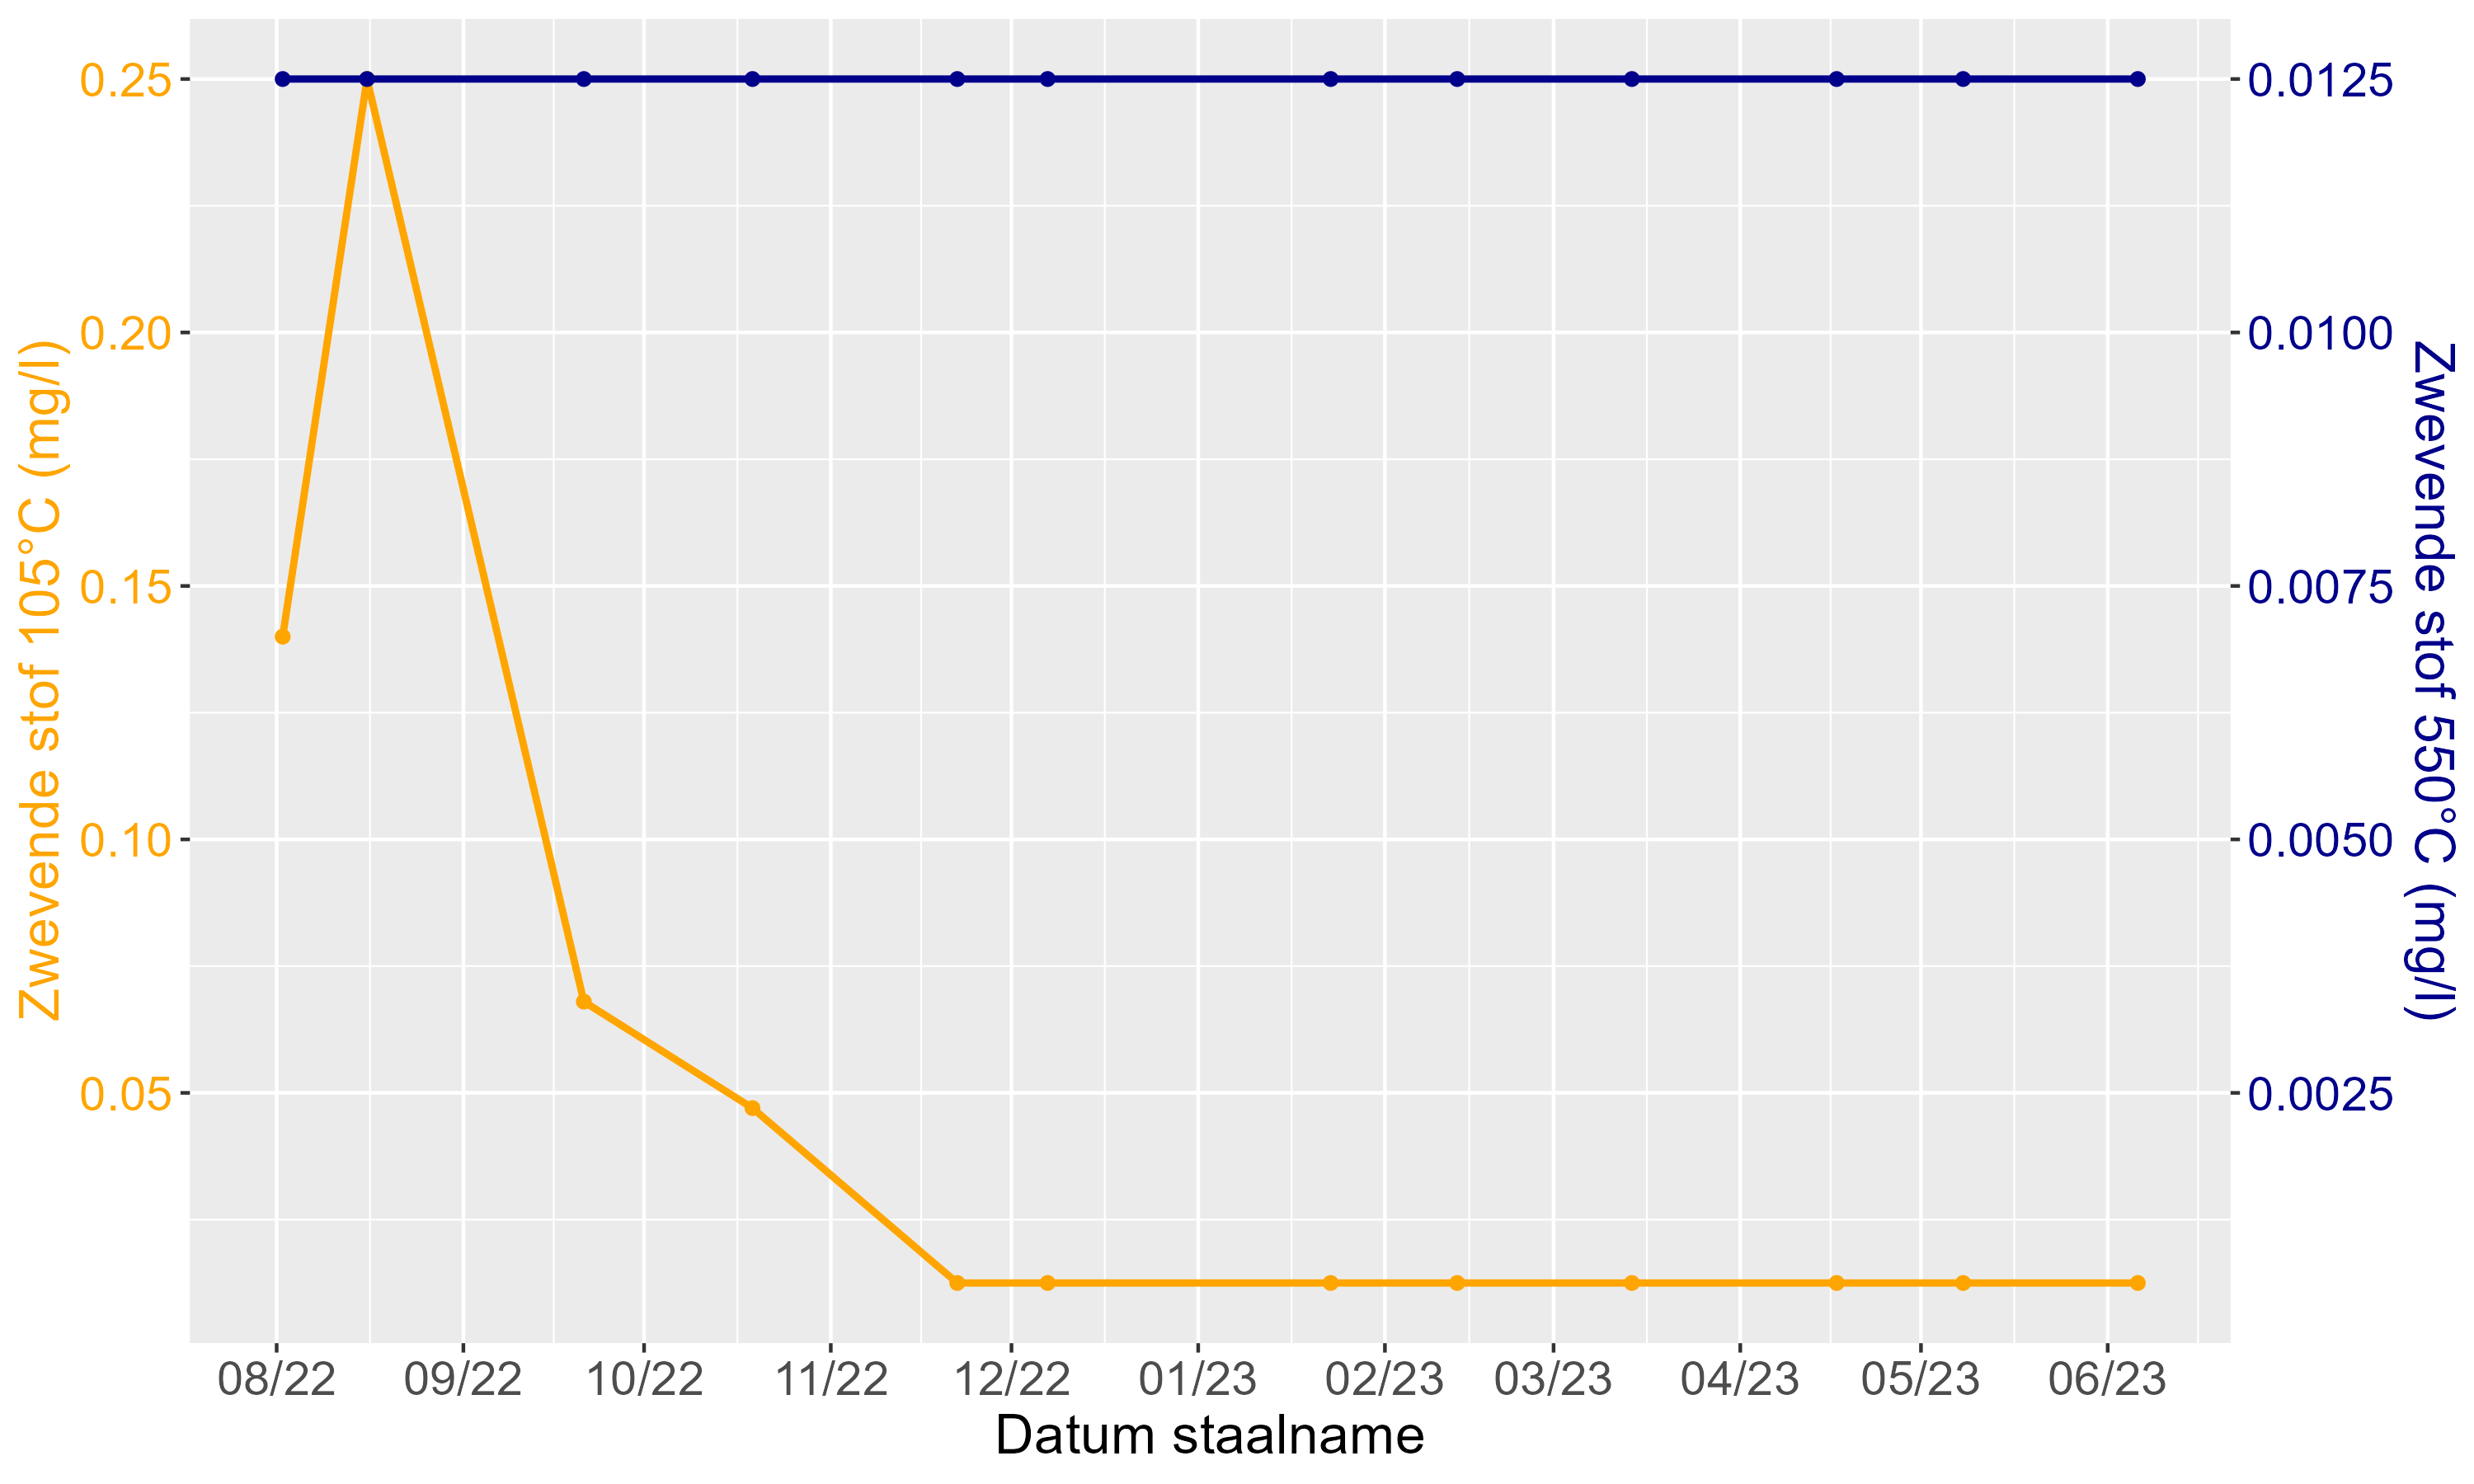 Zwevende stof 105°C (mg/l)
0.25
0.20
0.15
0.10
0.05
0.0125
0.0100
0.0075
0.0050
0.0025
Zwevende stof 550°C (mg/l)
08/22 09/22 10/22 11/22 12/22 01/23 02/23 03/23 04/23 05/23 06/23
Datum staalname